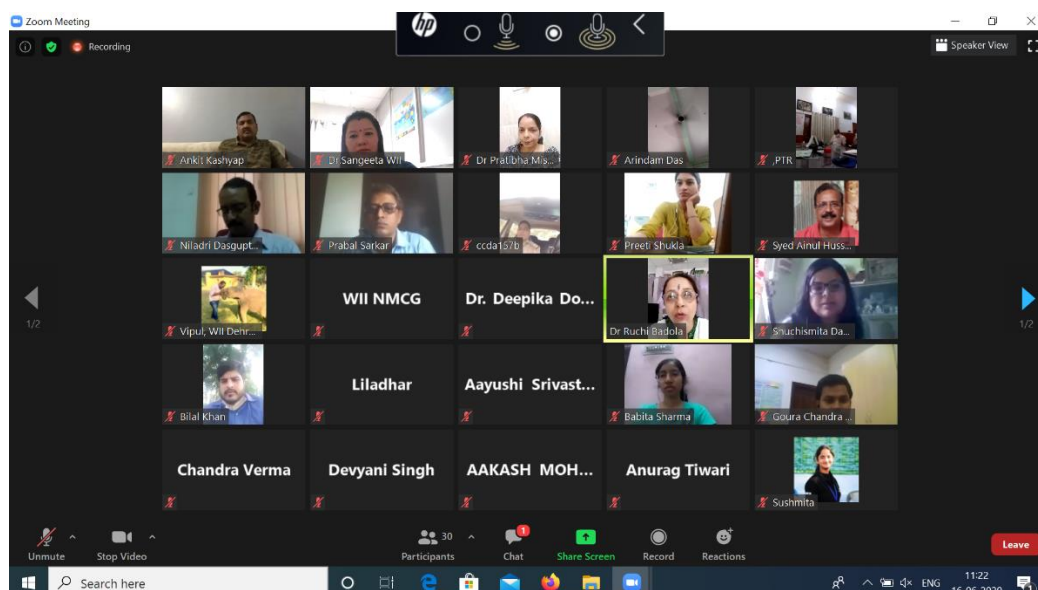 Zoom Meeting
hp
Recording
Speaker View
Ankit Kashyap
Dr Sangeeta WII
Dr Pratibha Mis...
Arindam Das
,PTR
Niladri Dasgupt...
Prabal Sarkar
ccda157b
Preeti Shukla
Syed Ainul Huss...
1/2
Vipul, WII Dehr...
WII NMCG
Dr. Deepika Do...
Dr Ruchi Badola
Shuchismita Da...
1/2
Bilal Khan
Liladhar
Aayushi Srivast...
Babita Sharma
Goura Chandra ...
Chandra Verma
Devyani Singh
AAKASH MOH...
Anurag Tiwari
Sushmita
30
1
Unmute
Stop Video
Participants
Chat
Share Screen
Record
Reactions
Leave
Search here
ENG
11:22
16-06-2020